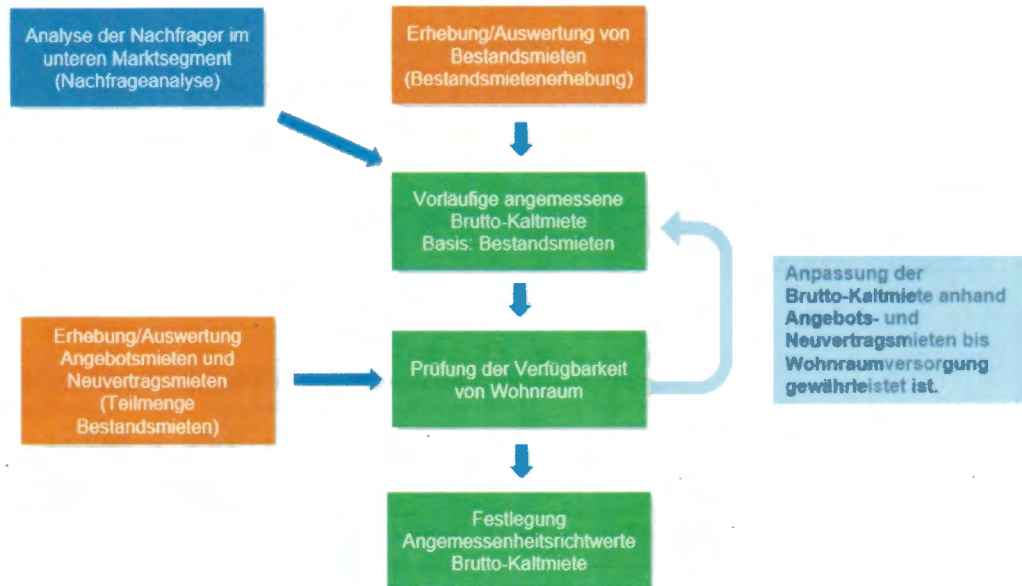 Analyse der Nachfrager im
unteren Marktsegment
(Nachfrageanalyse)
Erhebung/Auswertung von
Bestandsmieten
(Bestandsmietenerhebung)
Vorläufige angemessene
Brutto-Kaltmiete
Basis: Bestandsmieten
Anpassung der
Brutto-Kaltmiete anhand
Angebots- und
Neuvertragsmieten bis
Wohnraumversorgung
gewährleistet ist.
Erhebung/Auswertung
Angebotsmieten und
Neuvertragsmieten
(Teilmenge
Bestandsmieten)
Prüfung der Verfügbarkeit
von Wohnraum
Festlegung
Angemessenheitsrichtwerte
Brutto-Kaltmiete